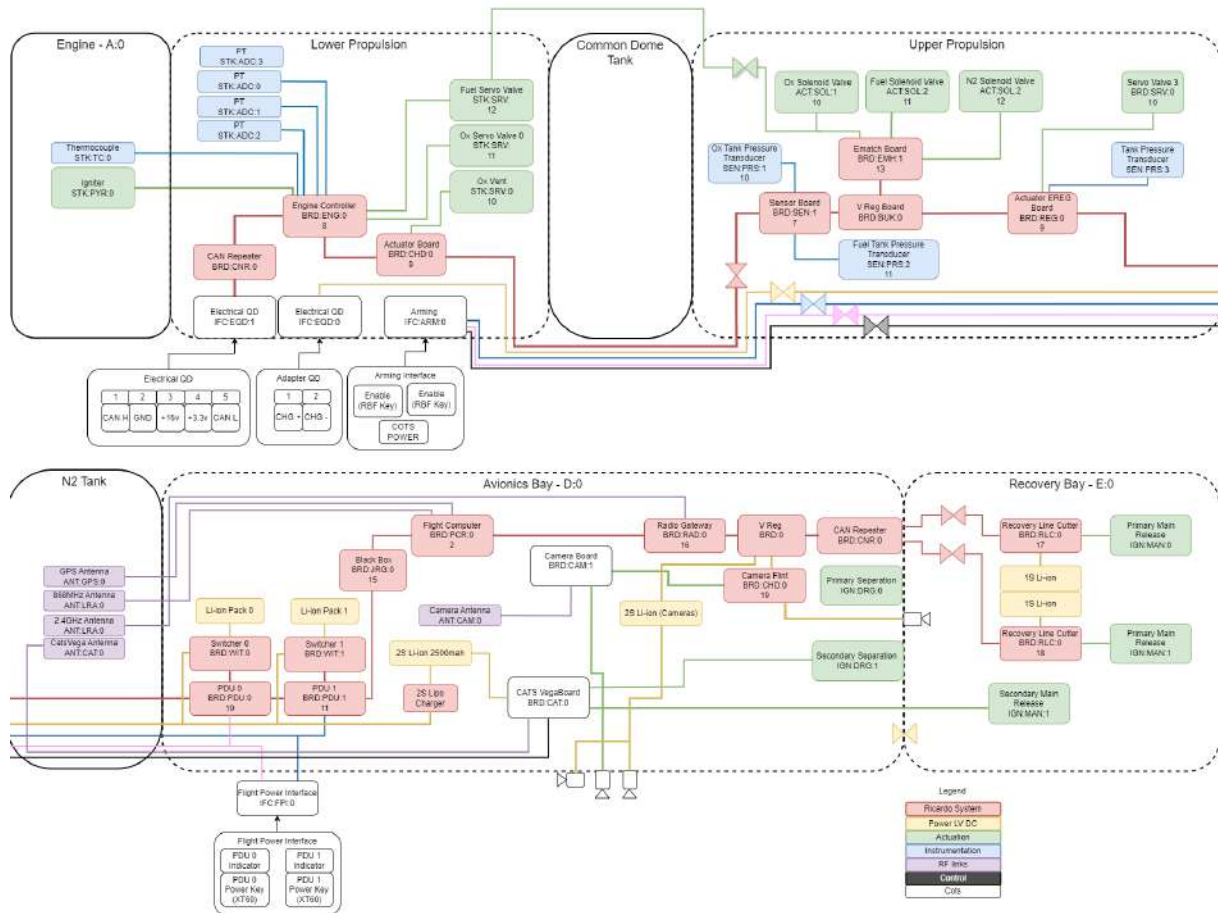 Engine - A:0
Lower Propulsion
Common Dome
Tank
Upper Propulsion
PT
STK:ADC:3
PT
STK:ADC:0
PT
STK:ADC:1
PT
STK:ADC:2
Thermocouple
STK:TC:0
Igniter
STK:PYR:0
Fuel Servo Valve
STK:SRV:
12
Ox Servo Valve 0
STK:SRV:
11
Ox Vent
STK:SRV:0
10
Engine Controller
BRD:ENG:0
8
CAN Repeater
BRD:CNR:0
Actuator Board
BRD:CHD:0
9
Electrical QD
IFC:EQD:1
Electrical QD
IFC:EQD:0
Arming
IFC:ARM:0
Electrical QD
1 2 3 4 5
CAN H GND +16v +3.3v CAN L
Adapter QD
1 2
CHG + CHG -
Arming Interface
Enable
(RBF Key)
Enable
(RBF Key)
COTS
POWER
Ox Solenoid Valve
ACT:SOL:1
10
Fuel Solenoid Valve
ACT:SOL:2
11
N2 Solenoid Valve
ACT:SOL:2
12
Servo Valve 3
BRD:SRV:0
10
Ox Tank Pressure
Transducer
SEN:PRS:1
10
Ematch Board
BRD:EMH:1
13
Tank Pressure
Transducer
SEN:PRS:3
Sensor Board
BRD:SEN:1
7
V Reg Board
BRD:BUK:0
Actuator EREG
Board
BRD:REG:0
9
Fuel Tank Pressure
Transducer
SEN:PRS:2
11
N2 Tank
Avionics Bay - D:0
Recovery Bay - E:0
GPS Antenna
ANT:GPS:0
868MHz Antenna
ANT:LRA:0
2.4GHz Antenna
ANT:LRA:0
CatsVega Antenna
ANT:CAT:0
Flight Computer
BRD:PCR:0
2
Black Box
BRD:JRG:0
15
Radio Gateway
BRD:RAD:0
16
V Reg
BRD:0
CAN Repeater
BRD:CNR:0
Camera Board
BRD:CAM:1
Camera Flint
BRD:CHD:0
19
Primary Seperation
IGN:DRG:0
Li-Ion Pack 0
Li-Ion Pack 1
Camera Antenna
ANT:CAM:0
2S Li-ion (Cameras)
Switcher 0
BRD:WIT:0
Switcher 1
BRD:WIT:1
2S Li-ion 2500mah
PDU 0
BRD:PDU:0
19
PDU 1
BRD:PDU:1
11
2S Lipo
Charger
CATS VegaBoard
BRD:CAT:0
Secondary Separation
IGN:DRG:1
Recovery Line Cutter
BRD:RLC:0
17
Primary Main
Release
IGN:MAN:0
1S Li-ion
1S Li-ion
Recovery Line Cutter
BRD:RLC:0
18
Primary Main
Release
IGN:MAN:1
Secondary Main
Release
IGN:MAN:1
Flight Power Interface
IFC:FPI:0
Flight Power Interface
PDU 0
Indicator
PDU 1
Indicator
PDU 0
Power Key
(XT60)
PDU 1
Power Key
(XT60)
Legend
Ricardo System
Power LV DC
Actuation
Instrumentation
RF links
Control
Cots